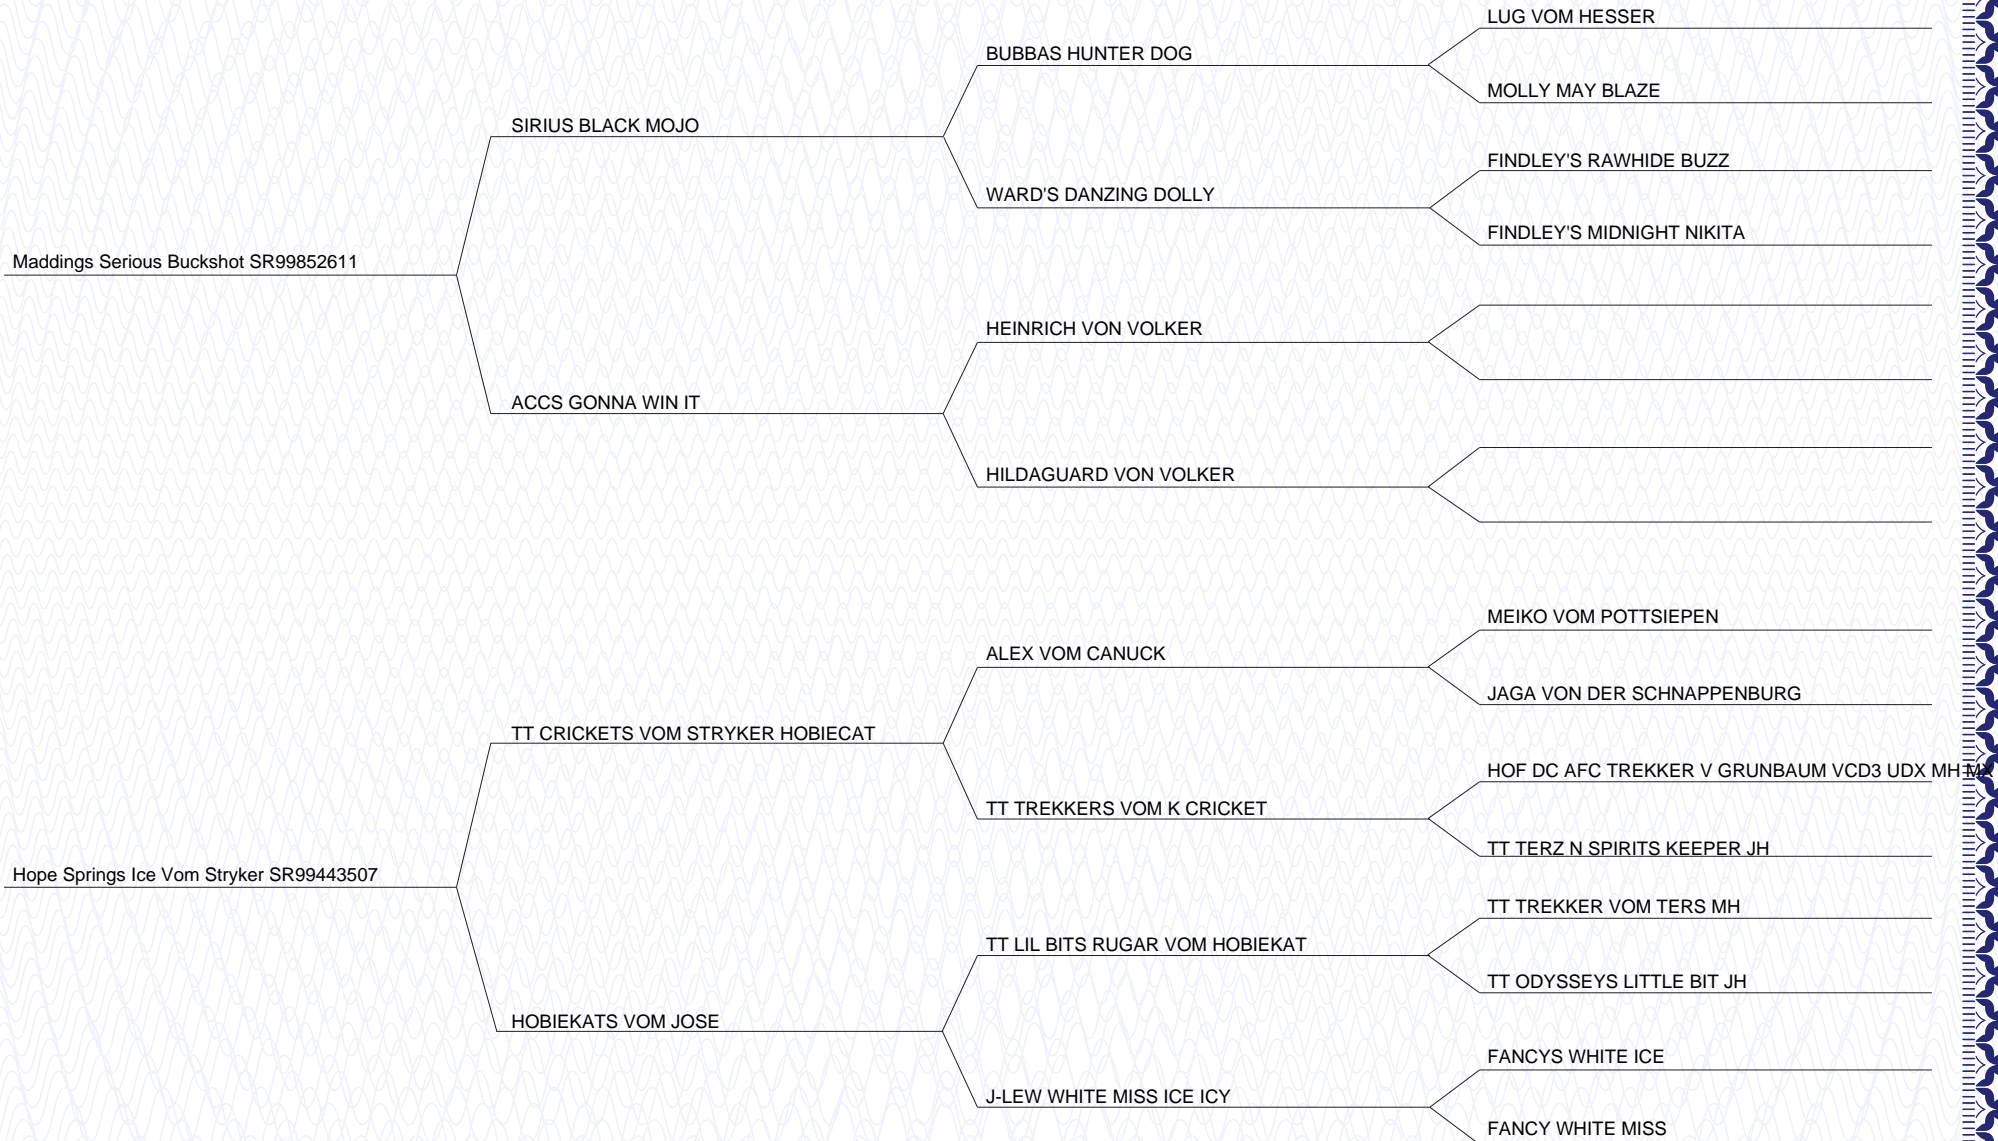 LUG VOM HESSER
BUBBAS HUNTER DOG
MOLLY MAY BLAZE
SIRIUS BLACK MOJO
FINDLEY'S RAWHIDE BUZZ
WARD'S DANZING DOLLY
FINDLEY'S MIDNIGHT NIKITA
Maddings Serious Buckshot SR99852611
HEINRICH VON VOLKER
ACCS GONNA WIN IT
HILDAGUARD VON VOLKER
MEIKO VOM POTTSIEPEN
ALEX VOM CANUCK
JAGA VON DER SCHNAPPENBURG
TT CRICKETS VOM STRYKER HOBIECAT
HOF DC AFC TREKKER V GRUNBAUM VCD3 UDX MH MX
TT TREKKERS VOM K CRICKET
TT TERZ N SPIRITS KEEPER JH
Hope Springs Ice Vom Stryker SR99443507
TT TREKKER VOM TERS MH
TT LIL BITS RUGAR VOM HOBIEKAT
TT ODYSSEYS LITTLE BIT JH
HOBIEKATS VOM JOSE
FANCYS WHITE ICE
J-LEW WHITE MISS ICE ICY
FANCY WHITE MISS